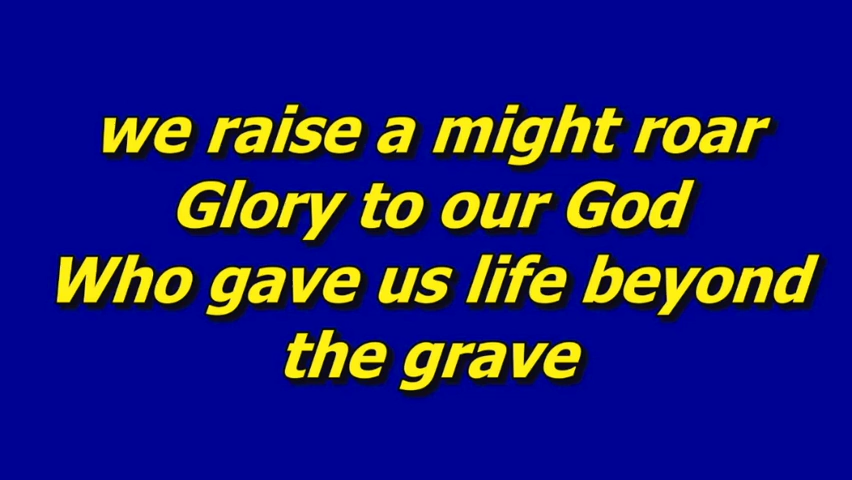 we raise a might roar
Glory to our God
Who gave us life beyond
the grave